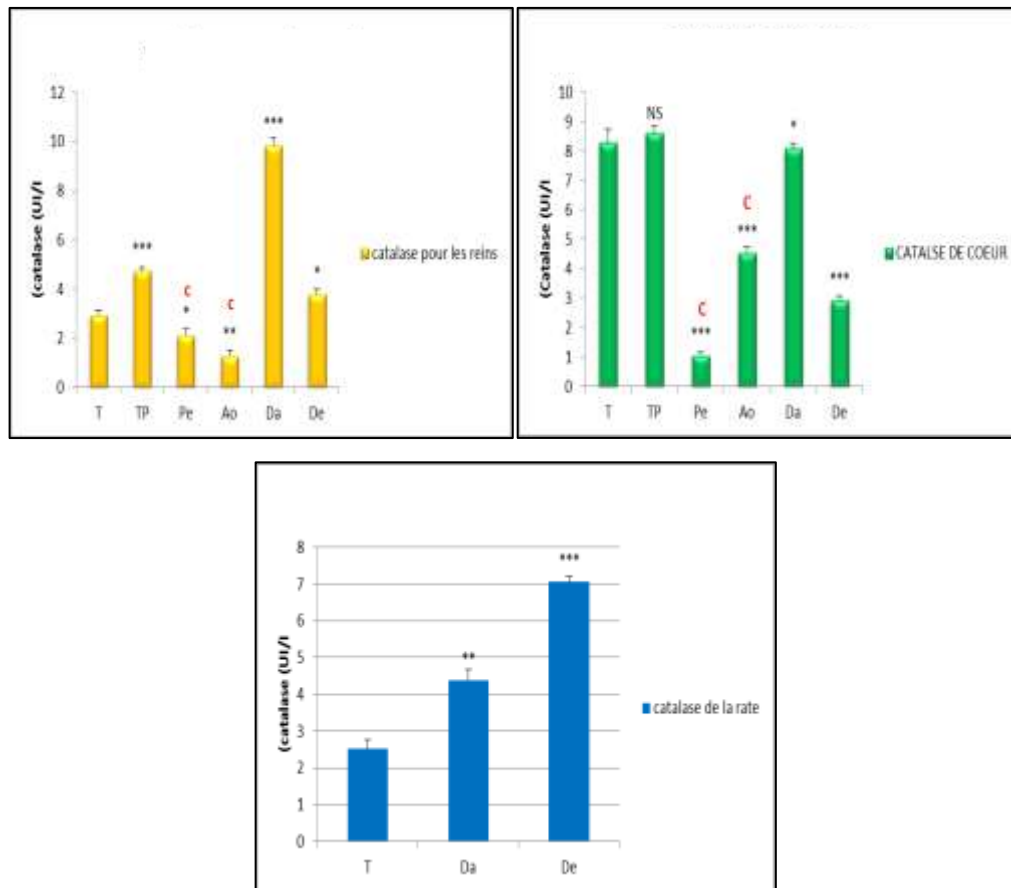 12
10
8
6
4
2
0
(catalase (UI/l
***
***
C
*
C
**
*
T TP Pe Ao Da De
catalase pour les reins
10
9
8
7
6
5
4
3
2
1
0
(Catalase (UI/l
NS
*
C
***
C
***
***
T TP Pe Ao Da De
CATALSE DE COEUR
8
7
6
5
4
3
2
1
0
(catalase (UI/l
**
***
T Da De
catalase de la rate